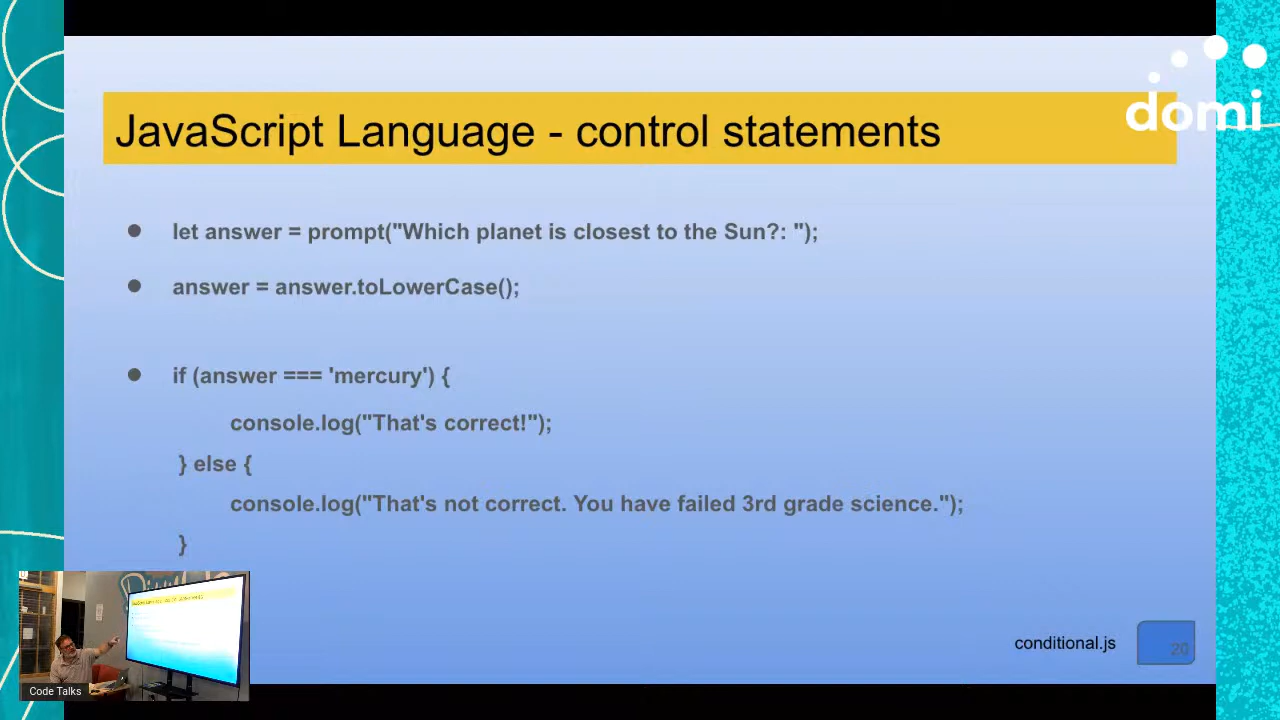 domi
JavaScript Language - control statements
● let answer = prompt("Which planet is closest to the Sun?: ");
● answer = answer.toLowerCase();
● if (answer === 'mercury') {
console.log("That's correct!");
} else {
console.log("That's not correct. You have failed 3rd grade science.");
}
conditional.js
20
Code Talks